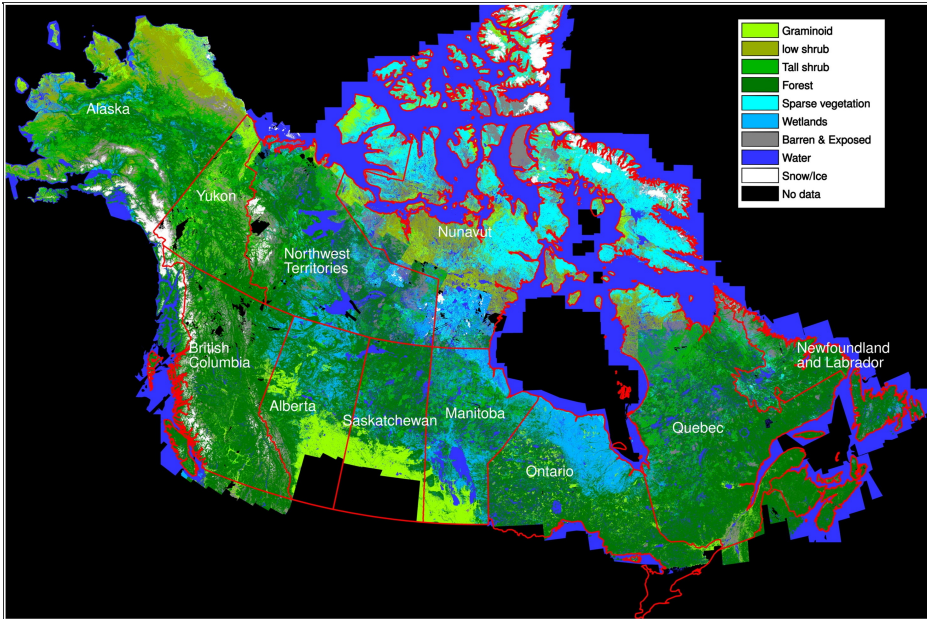 Graminoid
low shrub
Tall shrub
Forest
Sparse vegetation
Wetlands
Barren & Exposed
Water
Snow/Ice
No data
Alaska
Yukon
Northwest
Territories
Nunavut
British
Columbia
Alberta
Saskatchewan
Manitoba
Ontario
Quebec
Newfoundland
and Labrador